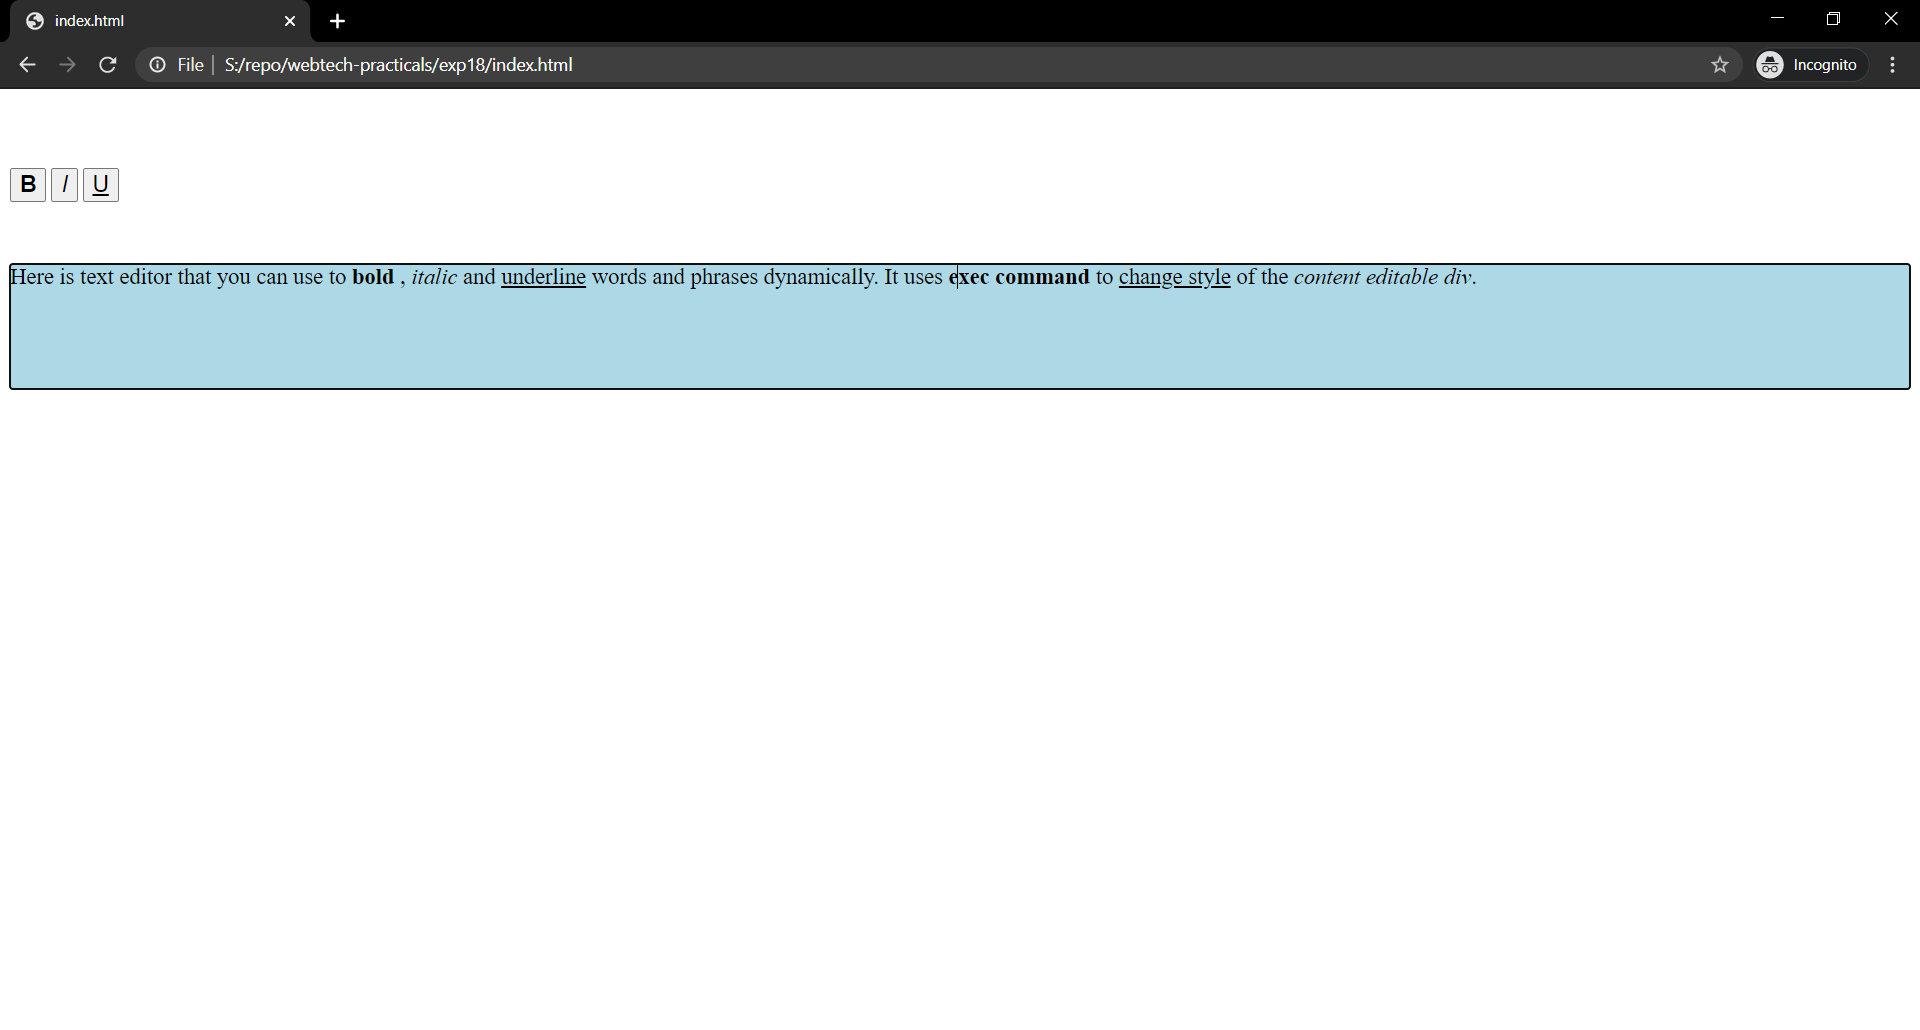 index.html
File S:/repo/webtech-practicals/exp18/index.html Incognito
B I U
Here is text editor that you can use to bold , italic and underline words and phrases dynamically. It uses exec command to change style of the content editable div.